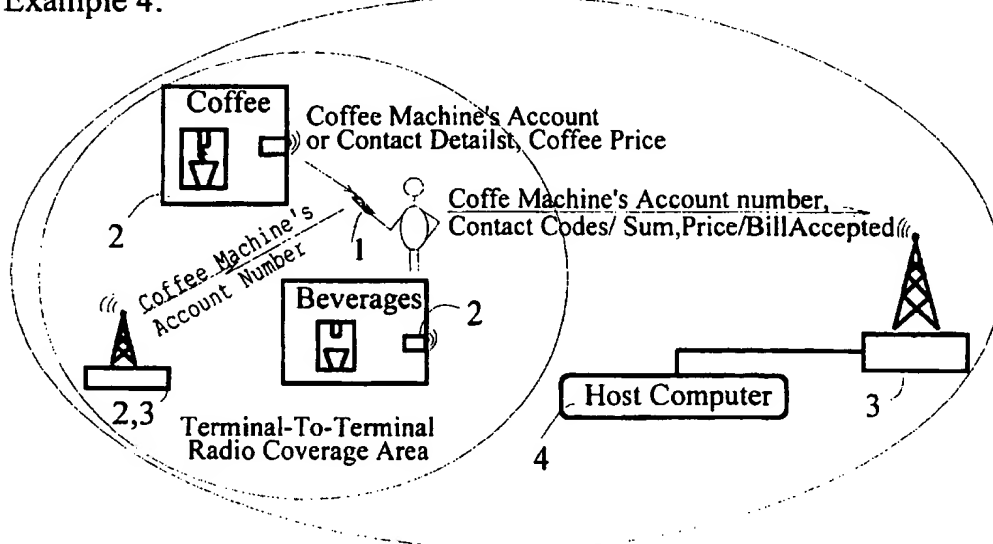 Example 4:
Coffee
Coffee Machine's Account
or Contact Detailst, Coffee Price
2
1
Coffe Machine's Account number,
Contact Codes/ Sum,Price/BillAccepted
Coffee Machine's
Account Number
Beverages
2
2,3
Terminal-To-Terminal
Radio Coverage Area
Host Computer
3
4